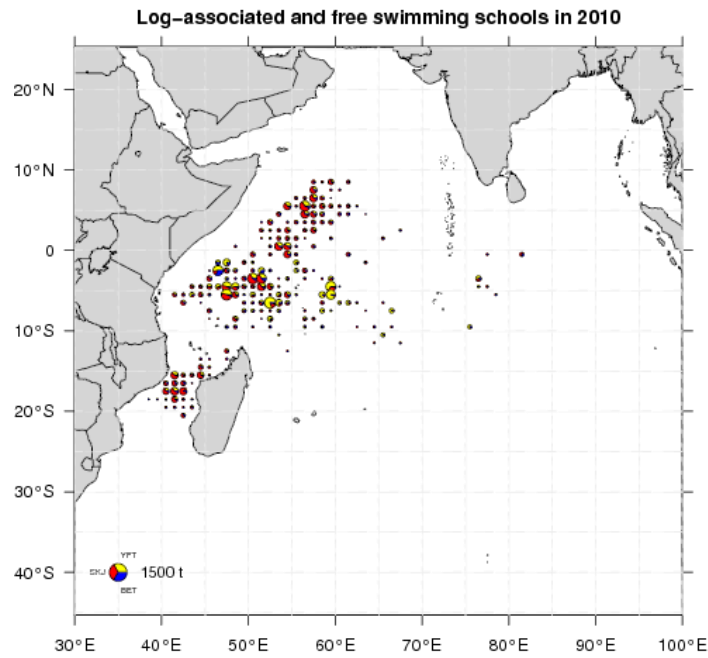 Log-associated and free swimming schools in 2010
20°N
10°N
0
10°S
20°S
30°S
40°S
YFT
SKJ
1500 t
BET
30°E
40°E
50°E
60°E
70°E
80°E
90°E
100°E